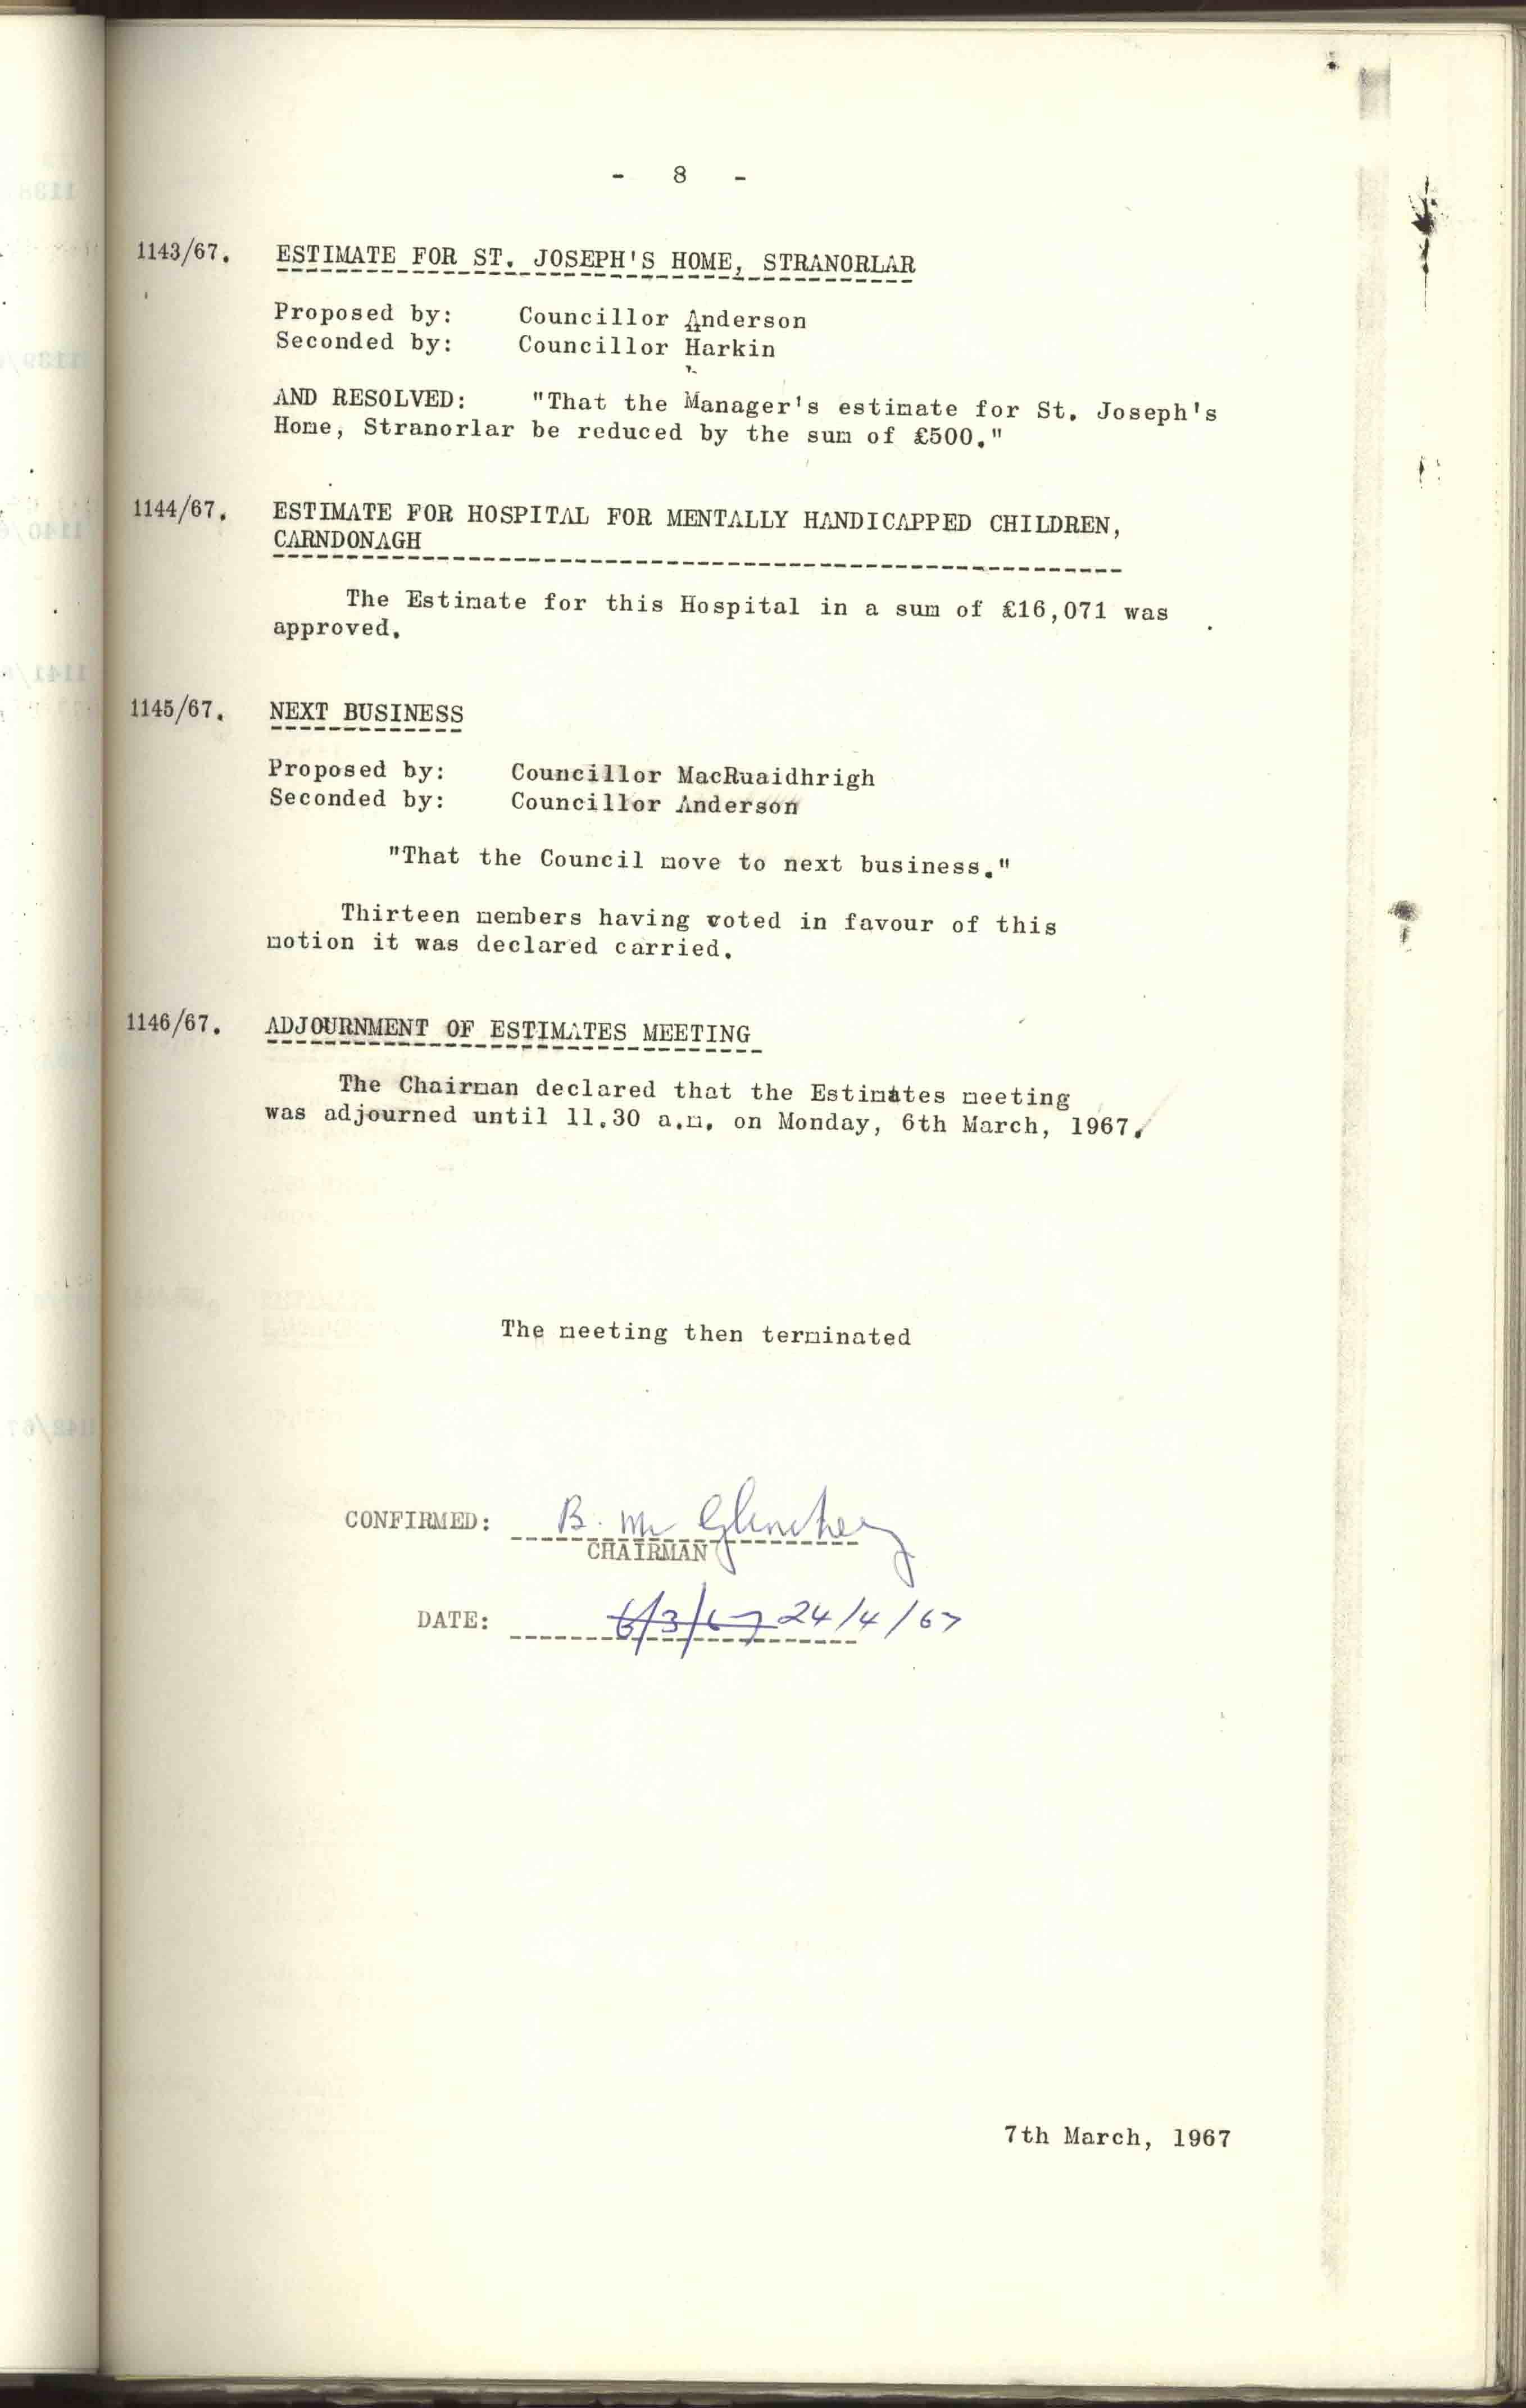 - 8 -
1143/67. ESTIMATE FOR ST. JOSEPH'S HOME, STRANORLAR
Proposed by: Councillor Anderson
Seconded by: Councillor Harkin
AND RESOLVED: "That the Manager's estimate for St. Joseph's
Home, Stranorlar be reduced by the sum of £500."
1144/67. ESTIMATE FOR HOSPITAL FOR MENTALLY HANDICAPPED CHILDREN,
CARNDONAGH
The Estimate for this Hospital in a sum of £16,071 was
approved.
1145/67. NEXT BUSINESS
Proposed by: Councillor MacRuaidhrigh
Seconded by: Councillor Anderson
"That the Council move to next business."
Thirteen members having voted in favour of this
motion it was declared carried.
1146/67. ADJOURNMENT OF ESTIMATES MEETING
The Chairman declared that the Estimates meeting
was adjourned until 11.30 a.m. on Monday, 6th March, 1967.
The meeting then terminated
CONFIRMED: B. Mc Glinchey
CHAIRMAN
DATE: 6/3/67 24/4/67
7th March, 1967